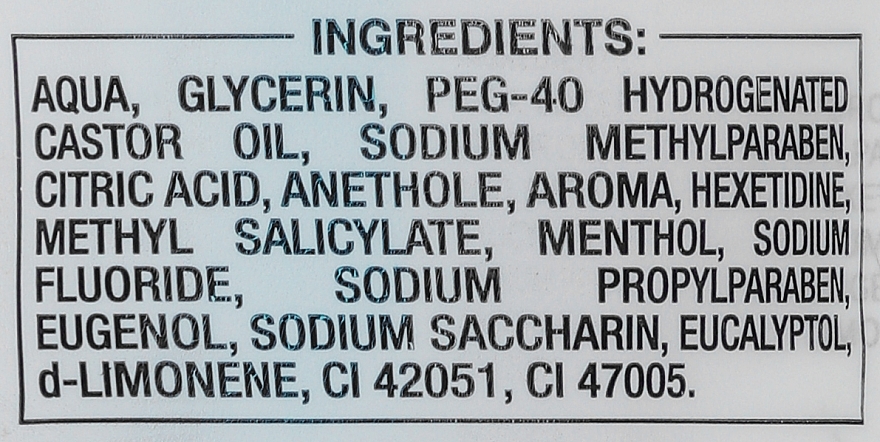 INGREDIENTS:
AQUA, GLYCERIN, PEG-40 HYDROGENATED
CASTOR OIL, SODIUM METHYLPARABEN,
CITRIC ACID, ANETHOLE, AROMA, HEXETIDINE,
METHYL SALICYLATE, MENTHOL, SODIUM
FLUORIDE, SODIUM PROPYLPARABEN,
EUGENOL, SODIUM SACCHARIN, EUCALYPTOL,
d-LIMONENE, CI 42051, CI 47005.